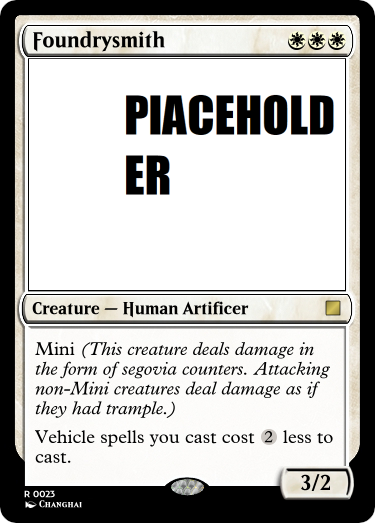 Foundrysmith
PIACEHOLD
ER
Creature — Human Artificer
Mini (This creature deals damage in
the form of segovia counters. Attacking
non-Mini creatures deal damage as if
they had trample.)
Vehicle spells you cast cost 2 less to
cast.
3/2
R 0023
Changhai